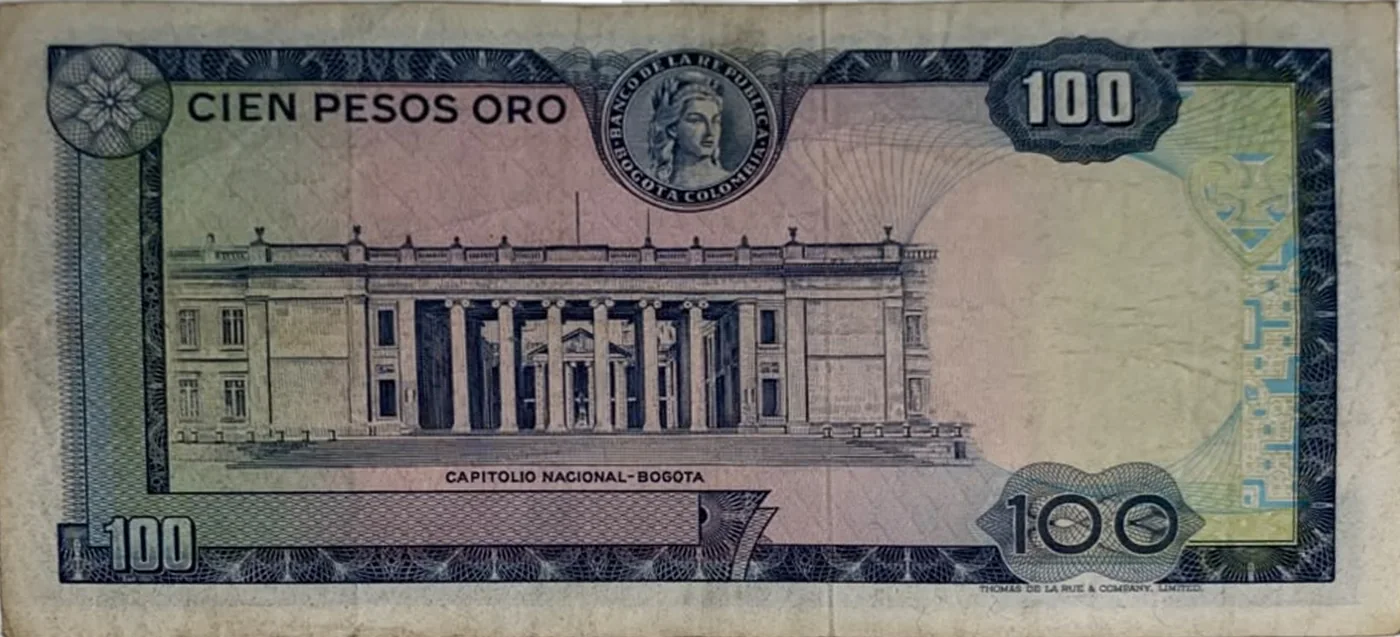 CIEN PESOS ORO
BANCO DE LA REPUBLICA
BOGOTA COLOMBIA
100
CAPITOLIO NACIONAL-BOGOTA
100
100
THOMAS DE LA RUE & COMPANY, LIMITED.